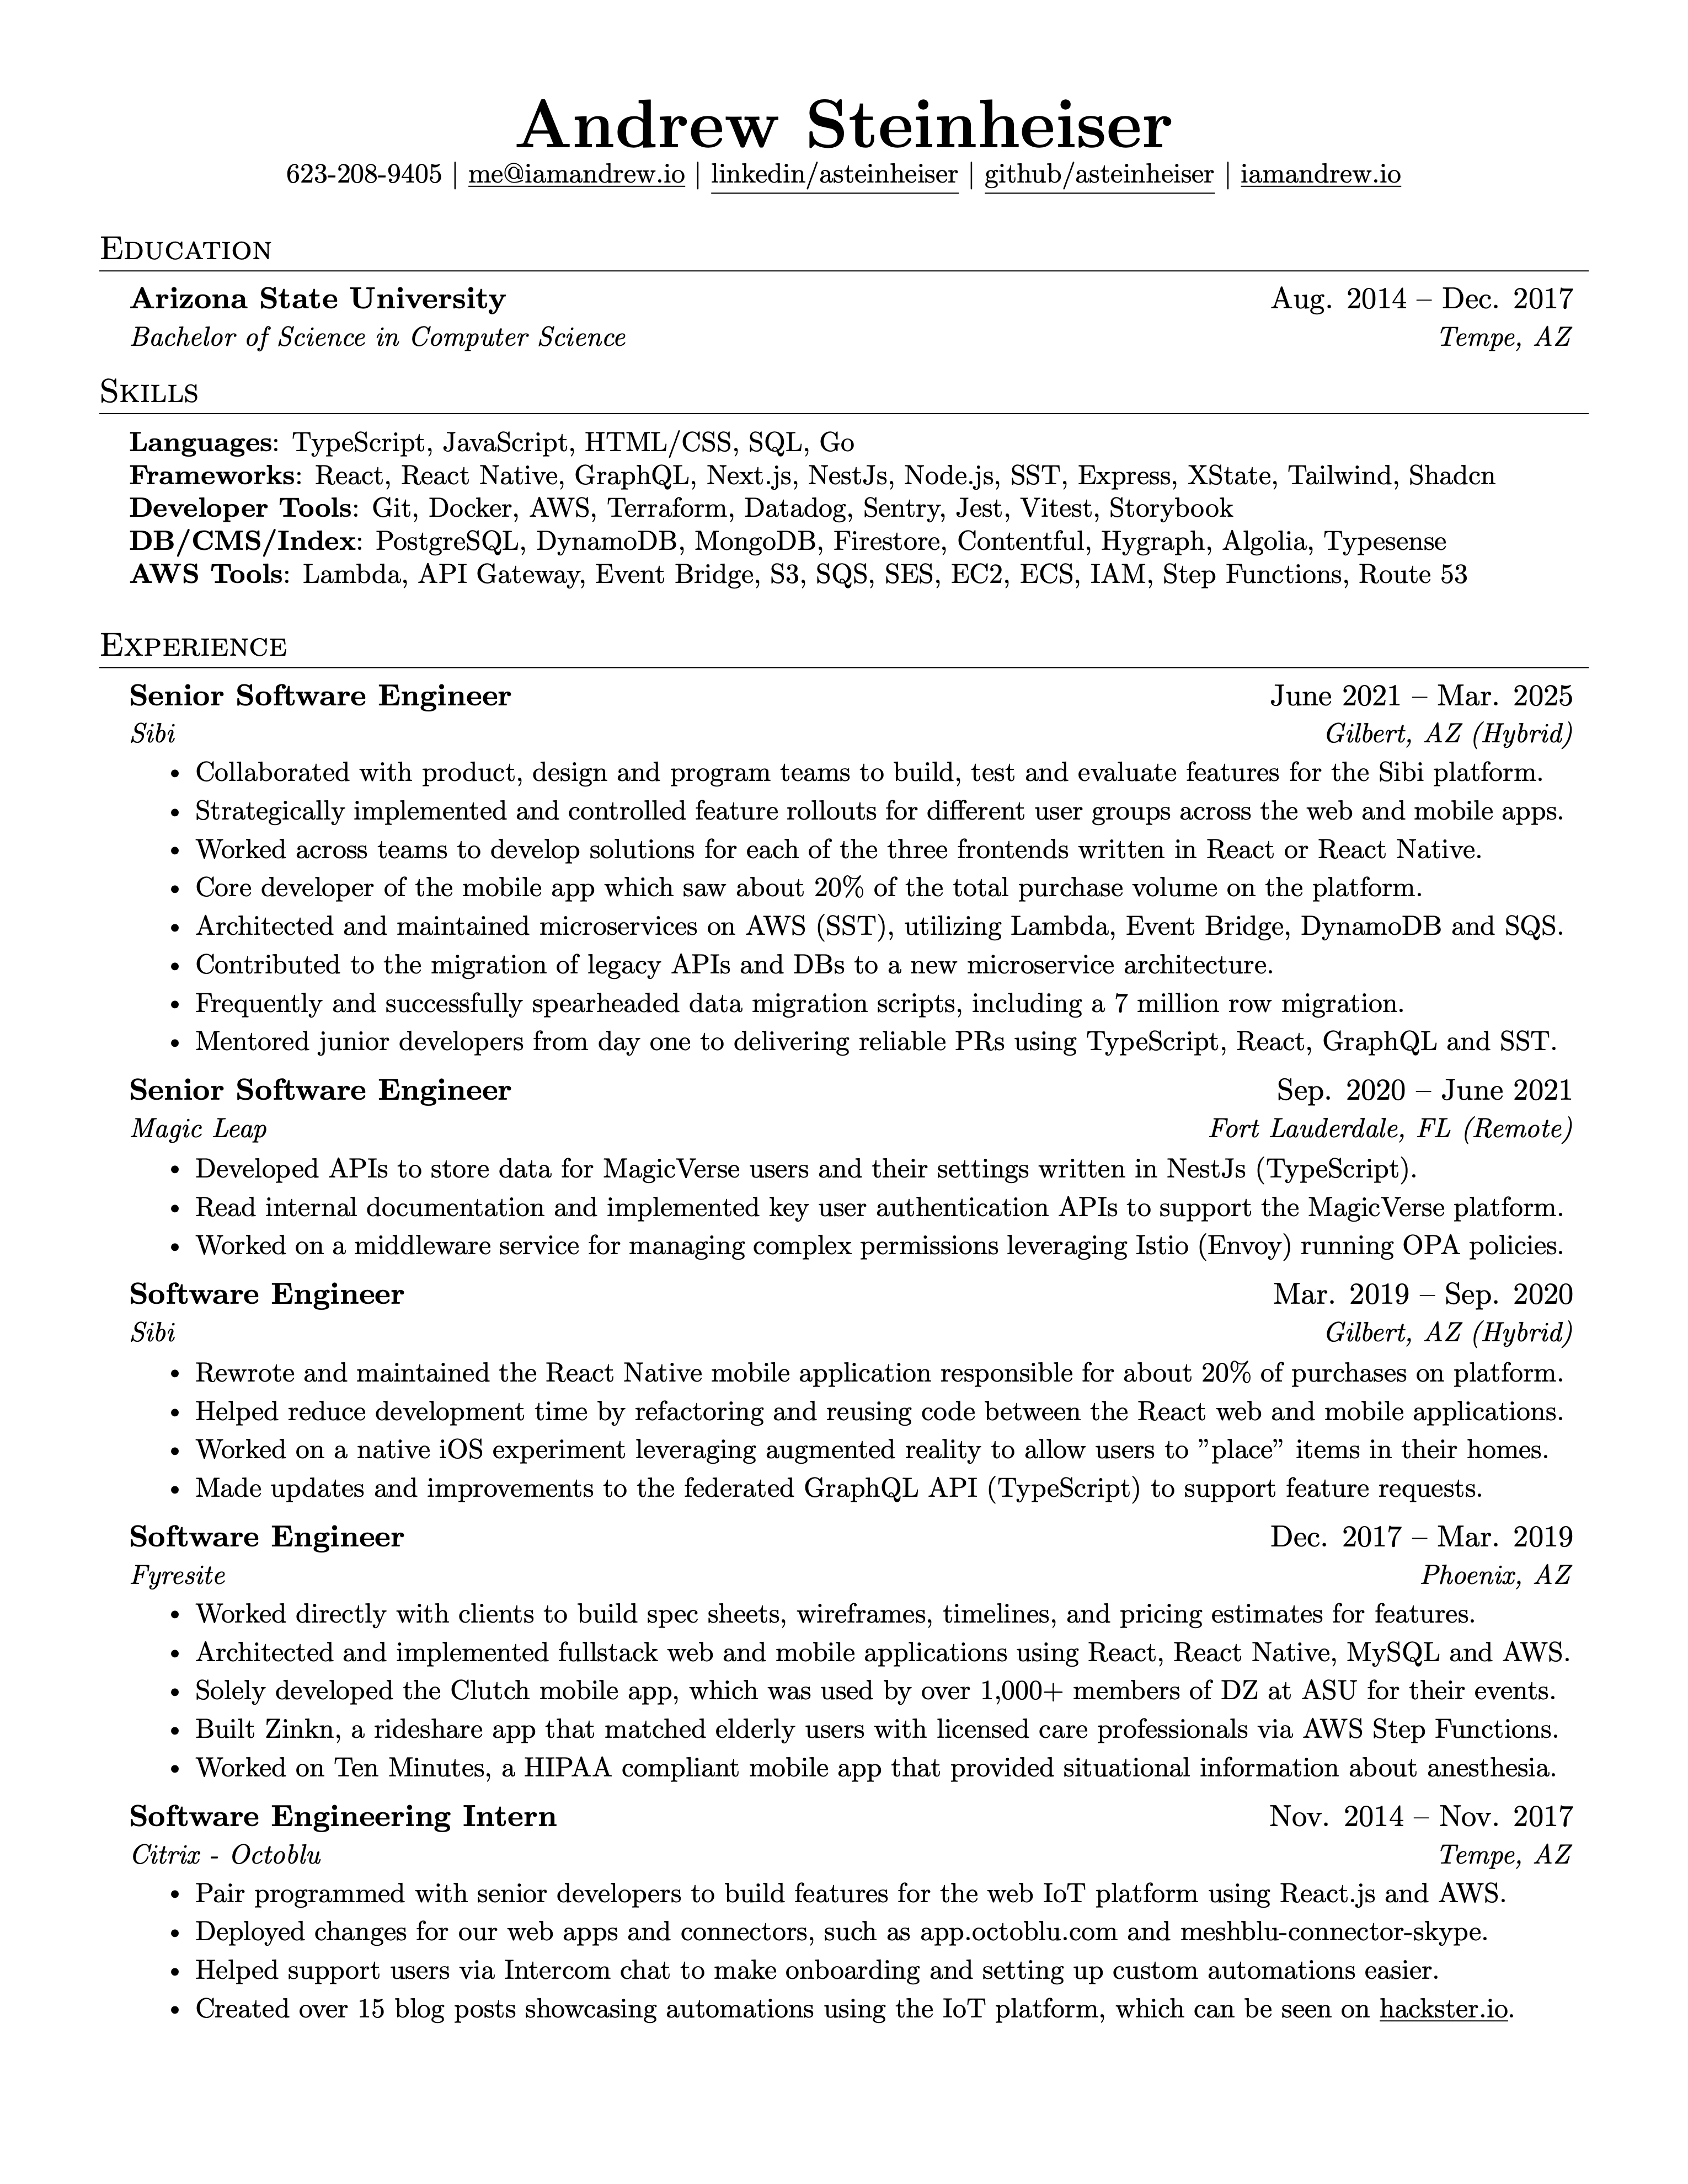 Andrew Steinheiser
623-208-9405 | me@iamandrew.io | linkedin/asteinheiser | github/asteinheiser | iamandrew.io
Education
Arizona State University Aug. 2014 – Dec. 2017
Bachelor of Science in Computer Science Tempe, AZ
Skills
Languages: TypeScript, JavaScript, HTML/CSS, SQL, Go
Frameworks: React, React Native, GraphQL, Next.js, NestJs, Node.js, SST, Express, XState, Tailwind, Shadcn
Developer Tools: Git, Docker, AWS, Terraform, Datadog, Sentry, Jest, Vitest, Storybook
DB/CMS/Index: PostgreSQL, DynamoDB, MongoDB, Firestore, Contentful, Hygraph, Algolia, Typesense
AWS Tools: Lambda, API Gateway, Event Bridge, S3, SQS, SES, EC2, ECS, IAM, Step Functions, Route 53
Experience
Senior Software Engineer June 2021 – Mar. 2025
Sibi Gilbert, AZ (Hybrid)
• Collaborated with product, design and program teams to build, test and evaluate features for the Sibi platform.
• Strategically implemented and controlled feature rollouts for different user groups across the web and mobile apps.
• Worked across teams to develop solutions for each of the three frontends written in React or React Native.
• Core developer of the mobile app which saw about 20% of the total purchase volume on the platform.
• Architected and maintained microservices on AWS (SST), utilizing Lambda, Event Bridge, DynamoDB and SQS.
• Contributed to the migration of legacy APIs and DBs to a new microservice architecture.
• Frequently and successfully spearheaded data migration scripts, including a 7 million row migration.
• Mentored junior developers from day one to delivering reliable PRs using TypeScript, React, GraphQL and SST.
Senior Software Engineer Sep. 2020 – June 2021
Magic Leap Fort Lauderdale, FL (Remote)
• Developed APIs to store data for MagicVerse users and their settings written in NestJs (TypeScript).
• Read internal documentation and implemented key user authentication APIs to support the MagicVerse platform.
• Worked on a middleware service for managing complex permissions leveraging Istio (Envoy) running OPA policies.
Software Engineer Mar. 2019 – Sep. 2020
Sibi Gilbert, AZ (Hybrid)
• Rewrote and maintained the React Native mobile application responsible for about 20% of purchases on platform.
• Helped reduce development time by refactoring and reusing code between the React web and mobile applications.
• Worked on a native iOS experiment leveraging augmented reality to allow users to ”place” items in their homes.
• Made updates and improvements to the federated GraphQL API (TypeScript) to support feature requests.
Software Engineer Dec. 2017 – Mar. 2019
Fyresite Phoenix, AZ
• Worked directly with clients to build spec sheets, wireframes, timelines, and pricing estimates for features.
• Architected and implemented fullstack web and mobile applications using React, React Native, MySQL and AWS.
• Solely developed the Clutch mobile app, which was used by over 1,000+ members of DZ at ASU for their events.
• Built Zinkn, a rideshare app that matched elderly users with licensed care professionals via AWS Step Functions.
• Worked on Ten Minutes, a HIPAA compliant mobile app that provided situational information about anesthesia.
Software Engineering Intern Nov. 2014 – Nov. 2017
Citrix - Octoblu Tempe, AZ
• Pair programmed with senior developers to build features for the web IoT platform using React.js and AWS.
• Deployed changes for our web apps and connectors, such as app.octoblu.com and meshblu-connector-skype.
• Helped support users via Intercom chat to make onboarding and setting up custom automations easier.
• Created over 15 blog posts showcasing automations using the IoT platform, which can be seen on hackster.io.